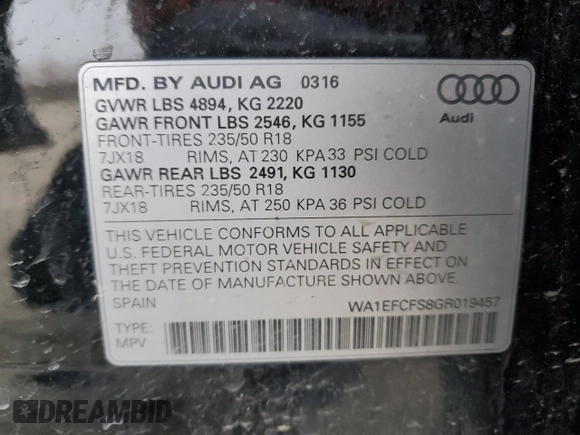 MFD. BY AUDI AG 0316
GVWR LBS 4894, KG 2220
GAWR FRONT LBS 2546, KG 1155
FRONT-TIRES 235/50 R18
7JX18 RIMS, AT 230 KPA 33 PSI COLD
GAWR REAR LBS 2491, KG 1130
REAR-TIRES 235/50 R18
7JX18 RIMS, AT 250 KPA 36 PSI COLD
Audi
THIS VEHICLE CONFORMS TO ALL APPLICABLE
U.S. FEDERAL MOTOR VEHICLE SAFETY AND
THEFT PREVENTION STANDARDS IN EFFECT ON
THE DATE OF MANUFACTURE SHOWN ABOVE.
SPAIN WA1EFCFS8GR019457
TYPE:
MPV
DREAMBID